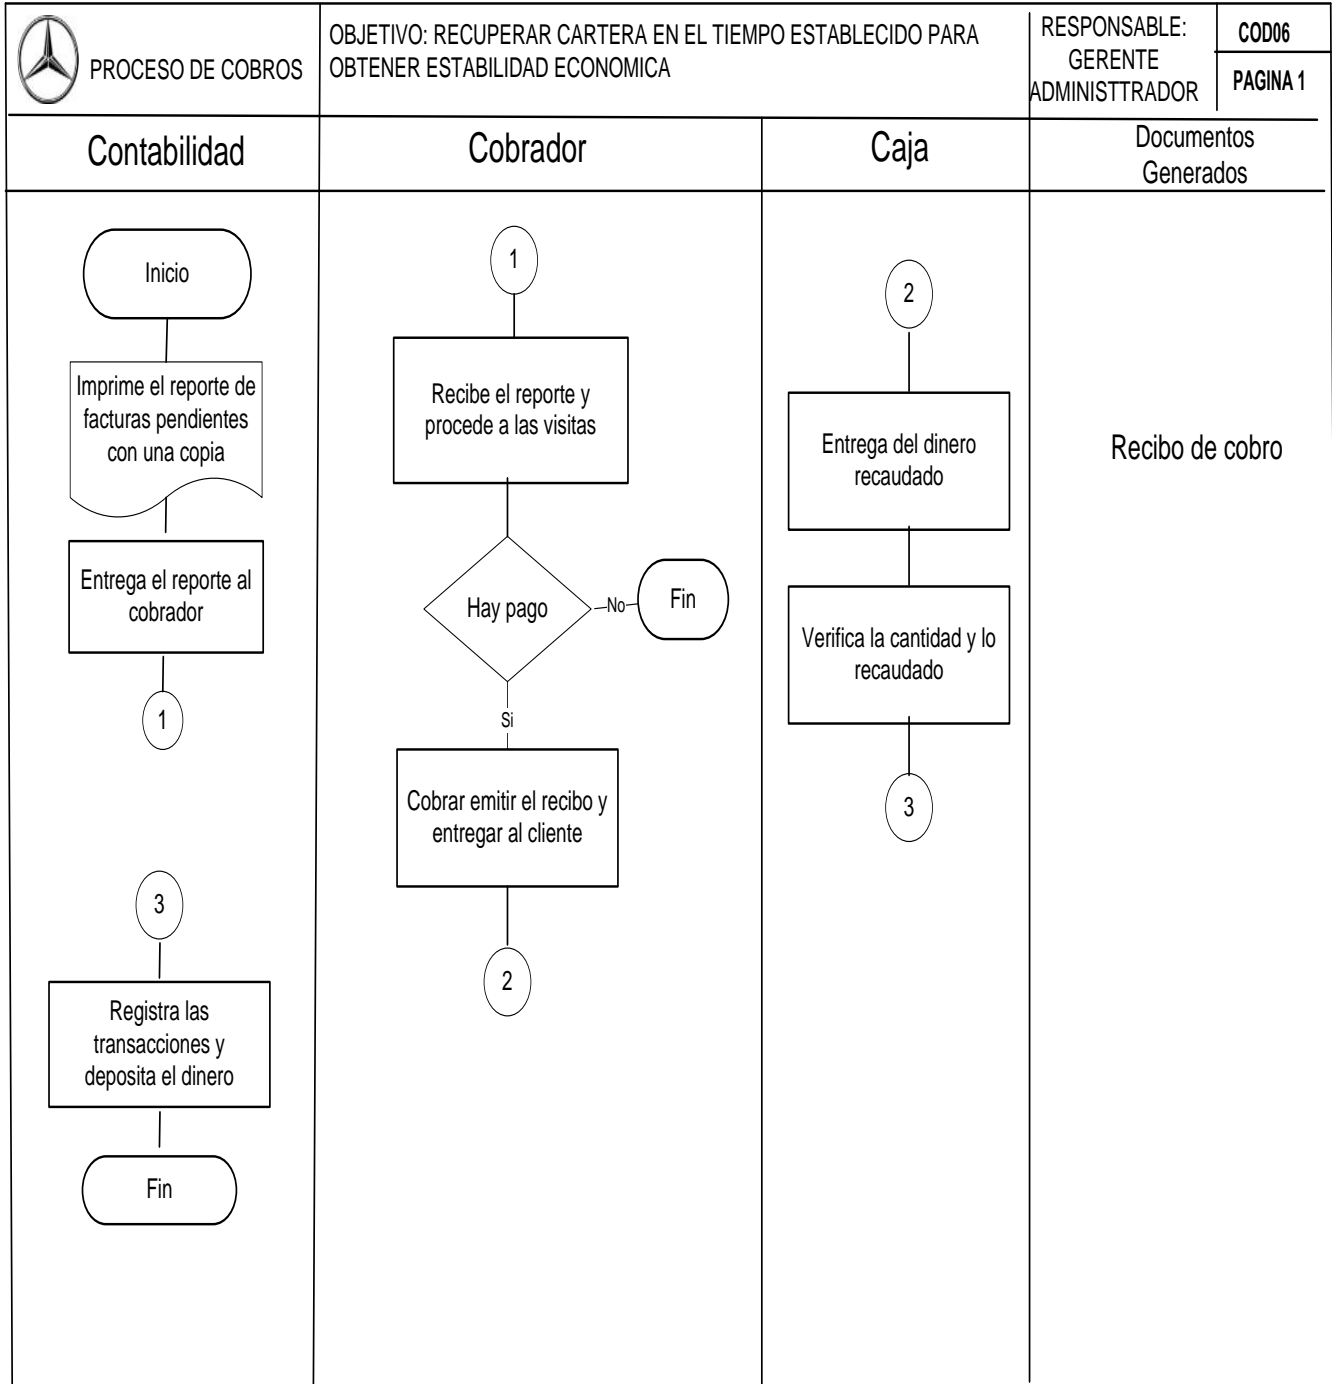 PROCESO DE COBROS
OBJETIVO: RECUPERAR CARTERA EN EL TIEMPO ESTABLECIDO PARA
OBTENER ESTABILIDAD ECONOMICA
RESPONSABLE:
GERENTE
ADMINISTTRADOR
COD06
PAGINA 1
Contabilidad
Cobrador
Caja
Documentos
Generados
Inicio
Imprime el reporte de
facturas pendientes
con una copia
Entrega el reporte al
cobrador
1
3
Registra las
transacciones y
deposita el dinero
Fin
1
Recibe el reporte y
procede a las visitas
Hay pago
No
Fin
Si
Cobrar emitir el recibo y
entregar al cliente
2
2
Entrega del dinero
recaudado
Verifica la cantidad y lo
recaudado
3
Recibo de cobro